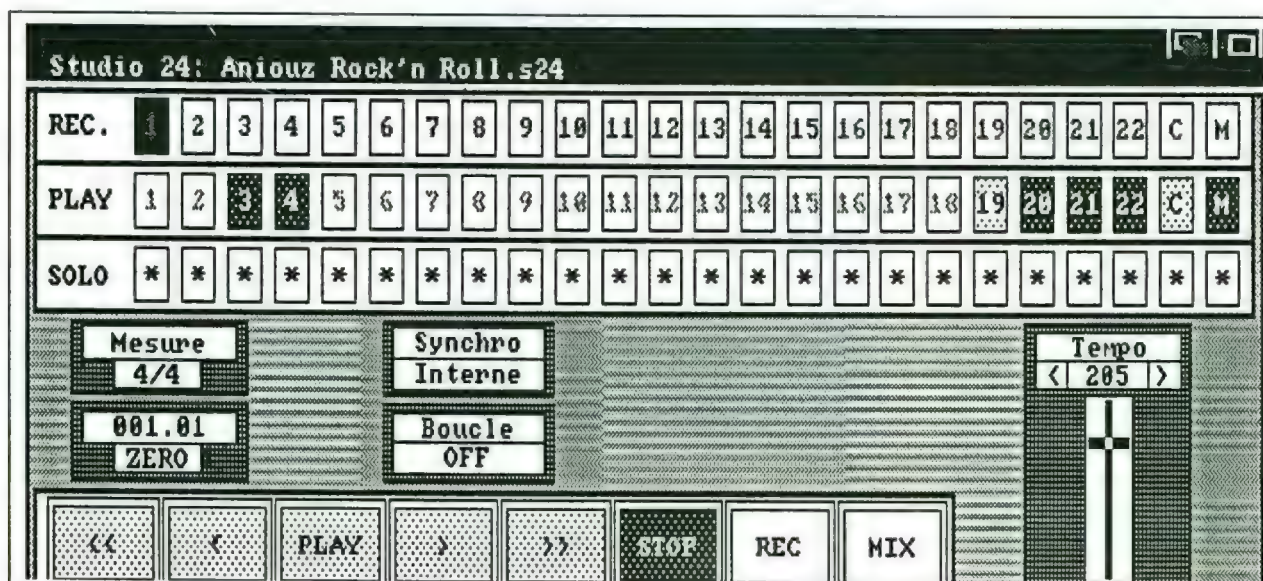 Studio 24: Aniouz Rock'n Roll.s24
REC. 1 2 3 4 5 6 7 8 9 10 11 12 13 14 15 16 17 18 19 20 21 22 C M
PLAY 1 2 3 4 5 6 7 8 9 10 11 12 13 14 15 16 17 18 19 20 21 22 C M
SOLO * * * * * * * * * * * * * * * * * * * * * * * *
Mesure
4/4
Synchro
Interne
Tempo
< 205 >
001.01
ZERO
Boucle
OFF
<< < PLAY > >> STOP REC MIX